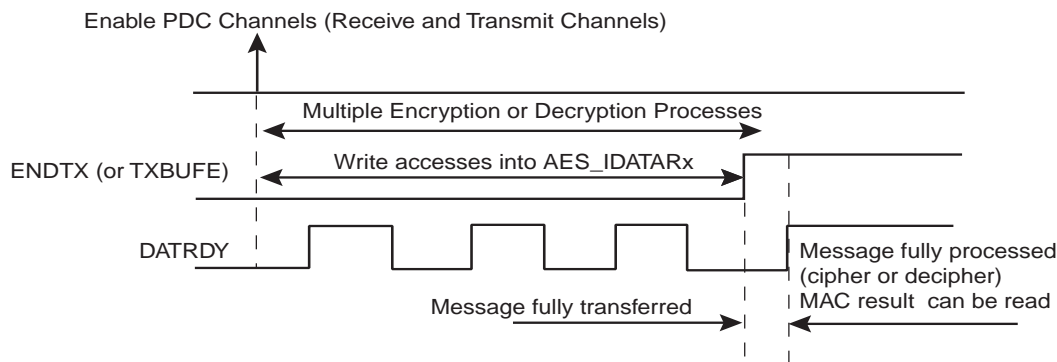 Enable PDC Channels (Receive and Transmit Channels)
Multiple Encryption or Decryption Processes
Write accesses into AES_IDATARx
ENDTX (or TXBUFE)
DATRDY
Message fully processed
(cipher or decipher)
MAC result can be read
Message fully transferred